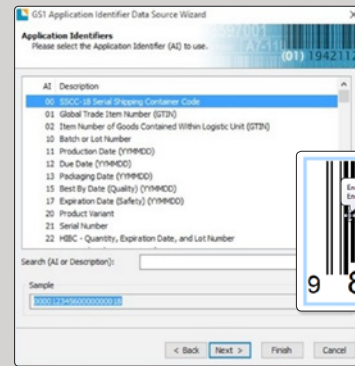 GS1 Application Identifier Data Source Wizard
Application Identifiers
Please select the Application Identifier (AI) to use.
(01) 1942112
AI Description
00 SSCC-18 Serial Shipping Container Code
01 Global Trade Item Number (GTIN)
02 Item Number of Goods Contained Within Logistic Unit (GTIN)
10 Batch or Lot Number
11 Production Date (YYMMDD)
12 Due Date (YYMMDD)
13 Packaging Date (YYMMDD)
15 Best By Date (Quality) (YYMMDD)
17 Expiration Date (Safety) (YYMMDD)
20 Product Variant
21 Serial Number
22 HIBC - Quantity, Expiration Date, and Lot Number
Search (AI or Description):
Sample
9 8
< Back Next > Finish Cancel